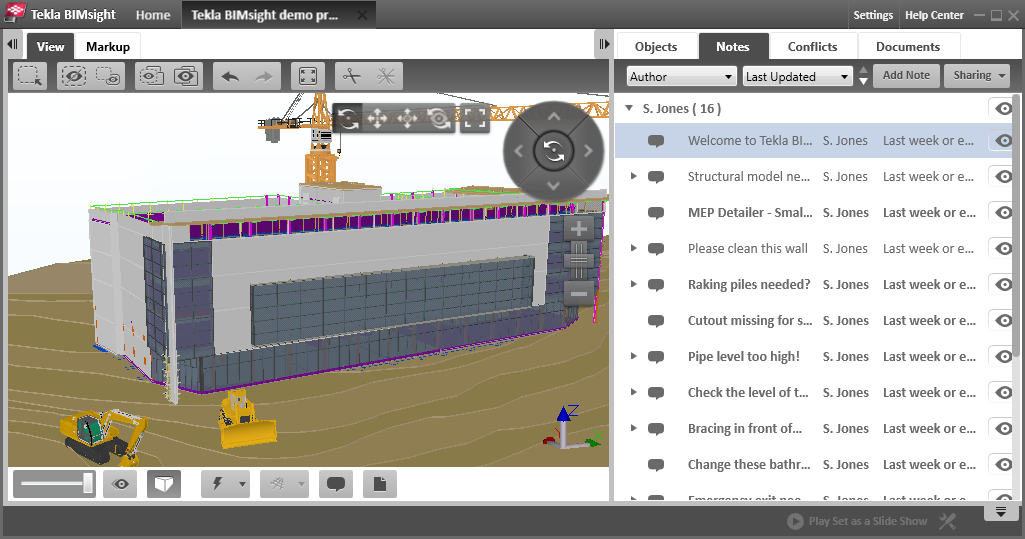 Tekla BIMsight Home Tekla BIMsight demo pr... Settings Help Center
View Markup
Objects Notes Conflicts Documents
Author Last Updated Add Note Sharing
S. Jones ( 16 )
Welcome to Tekla BI... S. Jones Last week or e...
Structural model ne... S. Jones Last week or e...
MEP Detailer - Smal... S. Jones Last week or e...
Please clean this wall S. Jones Last week or e...
Raking piles needed? S. Jones Last week or e...
Cutout missing for s... S. Jones Last week or e...
Pipe level too high! S. Jones Last week or e...
Check the level of t... S. Jones Last week or e...
Bracing in front of... S. Jones Last week or e...
Change these bathr... S. Jones Last week or e...
Emergency exit nee... S. Jones Last week or e...
Z
Play Set as a Slide Show